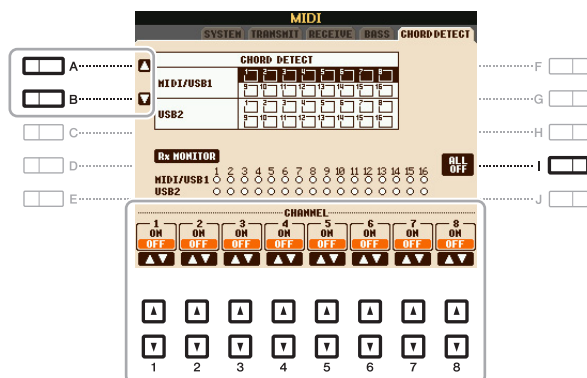 MIDI
SYSTEM TRANSMIT RECEIVE BASS CHORD DETECT
CHORD DETECT
MIDI/USB1
1 2 3 4 5 6 7 8
9 10 11 12 13 14 15 16
USB2
1 2 3 4 5 6 7 8
9 10 11 12 13 14 15 16
A
B
C
D
E
F
G
H
I
J
Rx MONITOR
1 2 3 4 5 6 7 8 9 10 11 12 13 14 15 16
MIDI/USB1
USB2
ALL
OFF
CHANNEL
1 2 3 4 5 6 7 8
ON ON ON ON ON ON ON ON
OFF OFF OFF OFF OFF OFF OFF OFF
1 2 3 4 5 6 7 8